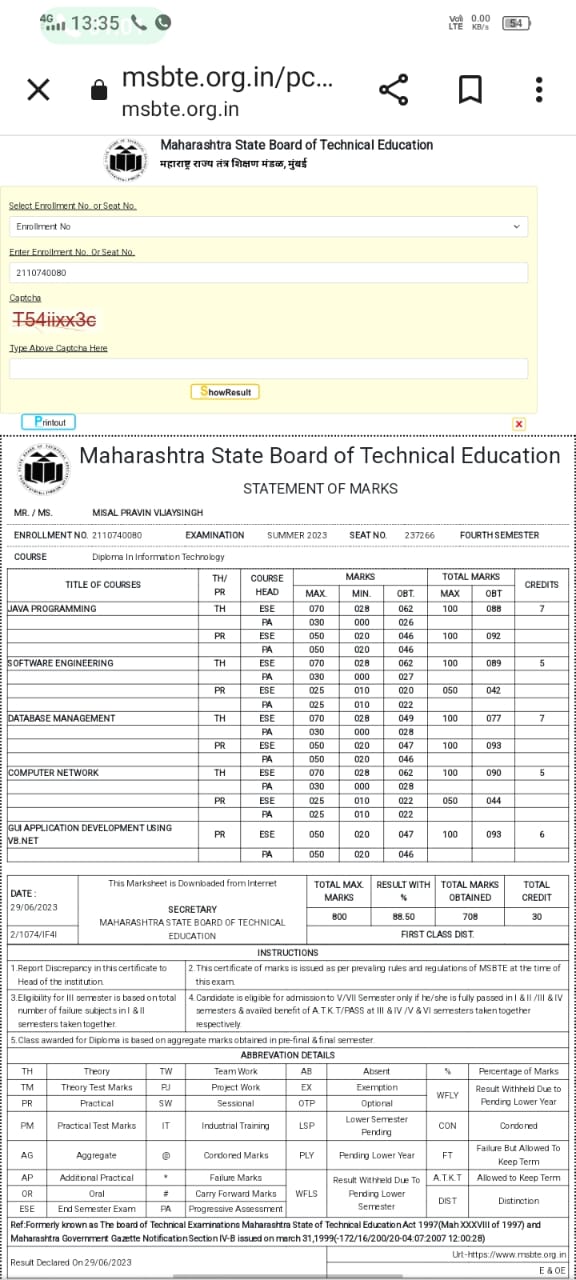 4G 13:35 VoⓁ LTE 0.00 KB/s 54
msbte.org.in/pc...
msbte.org.in
Maharashtra State Board of Technical Education
महाराष्ट्र राज्य तंत्र शिक्षण मंडळ, मुंबई
Select Enrollment No. or Seat No.
Enrollment No
Enter Enrollment No. Or Seat No.
2110740080
Captcha
T54iixx3c
Type Above Captcha Here
ShowResult
Printout X
Maharashtra State Board of Technical Education
STATEMENT OF MARKS
MR. / MS. MISAL PRAVIN VIJAYSINGH
ENROLLMENT NO. 2110740080 EXAMINATION SUMMER 2023 SEAT NO. 237266 FOURTH SEMESTER
COURSE Diploma In Information Technology
TITLE OF COURSES TH/ PR COURSE HEAD MARKS TOTAL MARKS CREDITS
MAX. MIN. OBT. MAX OBT
JAVA PROGRAMMING TH ESE 070 028 062 100 088 7
PA 030 000 026
PR ESE 050 020 046 100 092
PA 050 020 046
SOFTWARE ENGINEERING TH ESE 070 028 062 100 089 5
PA 030 000 027
PR ESE 025 010 020 050 042
PA 025 010 022
DATABASE MANAGEMENT TH ESE 070 028 049 100 077 7
PA 030 000 028
PR ESE 050 020 047 100 093
PA 050 020 046
COMPUTER NETWORK TH ESE 070 028 062 100 090 5
PA 030 000 028
PR ESE 025 010 022 050 044
PA 025 010 022
GUI APPLICATION DEVELOPMENT USING
VB.NET PR ESE 050 020 047 100 093 6
PA 050 020 046
DATE :
29/06/2023
2/1074/IF4I
This Marksheet is Downloaded from Internet
SECRETARY
MAHARASHTRA STATE BOARD OF TECHNICAL
EDUCATION
TOTAL MAX. MARKS RESULT WITH % TOTAL MARKS OBTAINED TOTAL CREDIT
800 88.50 708 30
FIRST CLASS DIST.
INSTRUCTIONS
1.Report Discrepancy in this certificate to
Head of the institution.
2.This certificate of marks is issued as per prevaling rules and regulations of MSBTE at the time of
this exam.
3.Eligibility for III semester is based on total
number of failure subjects in I & II
semesters taken together.
4.Candidate is eligible for admission to V/VII Semester only if he/she is fully passed in I & II /III & IV
semesters & availed benefit of A.T.K.T/PASS at III & IV /V & VI semesters taken together
respectively.
5.Class awarded for Diploma is based on aggregate marks obtained in pre-final & final semester.
ABBREVATION DETAILS
TH Theory TW Team Work AB Absent % Percentage of Marks
TM Theory Test Marks PJ Project Work EX Exemption WFLY Result Withheld Due to Pending Lower Year
PR Practical SW Sessional OTP Optional
PM Practical Test Marks IT Industrial Training LSP Lower Semester Pending CON Condoned
AG Aggregate @ Condoned Marks PLY Pending Lower Year FT Failure But Allowed To Keep Term
AP Additional Practical * Failure Marks WFLS Result Withheld Due to Pending Lower Semester A.T.K.T Allowed to Keep Term
OR Oral # Carry Forward Marks DIST Distinction
ESE End Semester Exam PA Progressive Assessment
Ref:Formerly known as The board of Technical Examinations Maharashtra State of Technical Education Act 1997(Mah XXXVIII of 1997) and
Maharashtra Government Gazette Notification Section IV-B issued on march 31,1999(-172/16/200/20-04:07:2007 12:00:28)
Result Declared On 29/06/2023
Url-https://www.msbte.org.in
E & OE